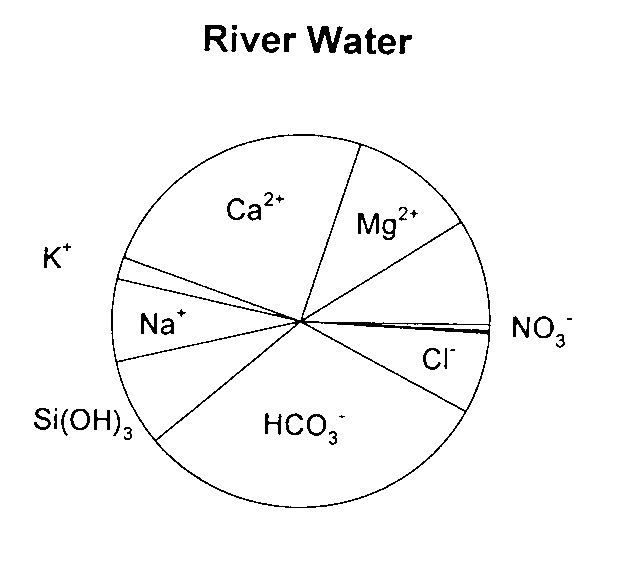 River Water
Ca²⁺
Mg²⁺
K⁺
Na⁺
NO₃⁻
Cl⁻
Si(OH)₃
HCO₃⁻